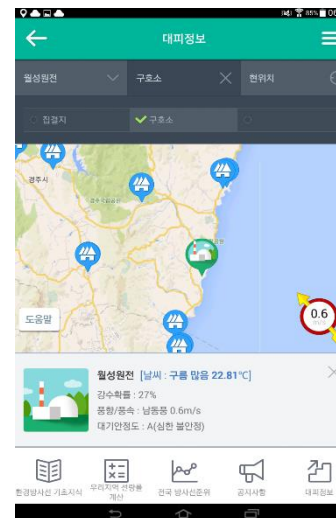 85%
대피정보
월성원전
구호소
현위치
집결지
구호소
경주시
도움말
0.6
m/s
월성원전 [날씨 : 구름 많음 22.81℃]
강수확률 : 27%
풍향/풍속 : 남동풍 0.6m/s
대기안정도 : A(심한 불안정)
환경방사선 기초지식
우리지역 선량률
계산
전국 방사선준위
공지사항
대피정보